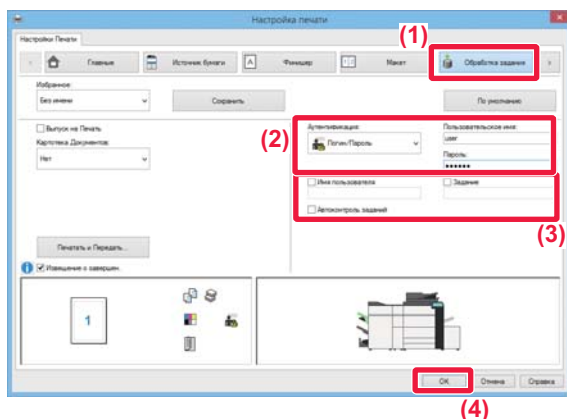 Настройка печати
(1)
Настройки Печати
Главные Источник бумаги Финишер Макет Обработка задания
Избранное:
Без имени Сохранить По умолчанию
(2)
Выпуск на Печать Аутентификация: Пользовательское имя:
Картотека Документов: Логин/Пароль user
Нет Пароль:
••••••
Имя пользователя Задание
Автоконтроль заданий
(3)
Печатать и Передать...
Извещение о завершен.
1
OK Отмена Справка
(4)